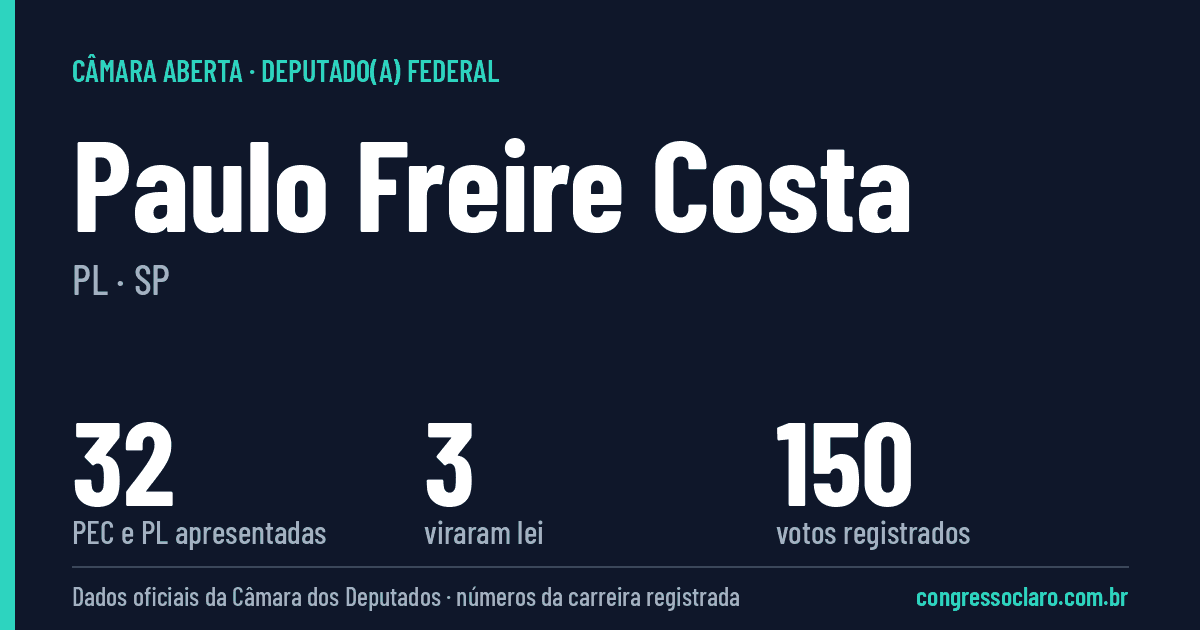 CÂMARA ABERTA · DEPUTADO(A) FEDERAL
Paulo Freire Costa
PL · SP
32 3 150
PEC e PL apresentadas viraram lei votos registrados
Dados oficiais da Câmara dos Deputados · números da carreira registrada congressoclaro.com.br